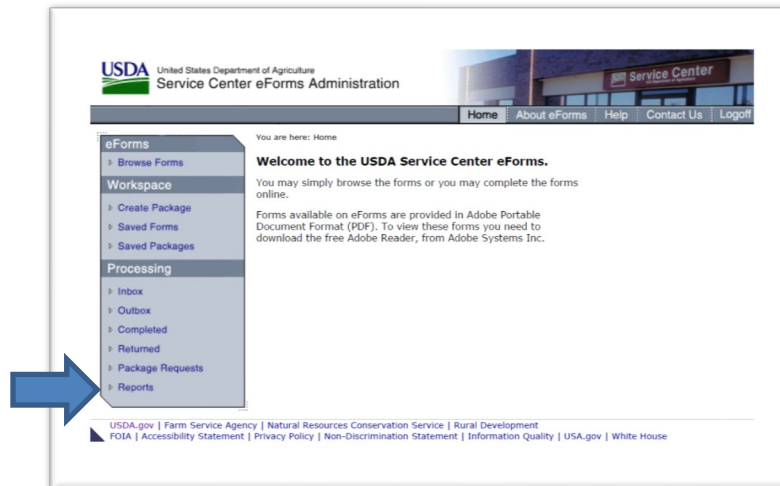 USDA
United States Department of Agriculture
Service Center eForms Administration
Service Center
Home About eForms Help Contact Us Logoff
eForms
Browse Forms
Workspace
Create Package
Saved Forms
Saved Packages
Processing
Inbox
Outbox
Completed
Returned
Package Requests
Reports
You are here: Home
Welcome to the USDA Service Center eForms.
You may simply browse the forms or you may complete the forms
online.
Forms available on eForms are provided in Adobe Portable
Document Format (PDF). To view these forms you need to
download the free Adobe Reader, from Adobe Systems Inc.
USDA.gov | Farm Service Agency | Natural Resources Conservation Service | Rural Development
FOIA | Accessibility Statement | Privacy Policy | Non-Discrimination Statement | Information Quality | USA.gov | White House